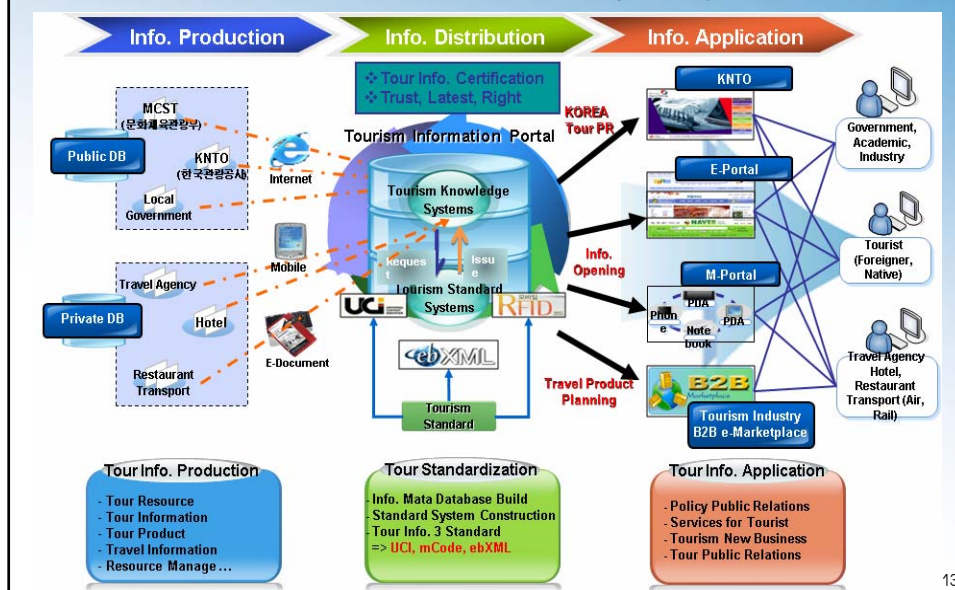 Info. Production
Info. Distribution
Info. Application
❖ Tour Info. Certification
❖ Trust, Latest, Right
Tourism Information Portal
Public DB
MCST
(문화체육관광부)
KNTO
(한국관광공사)
Local
Government
Internet
Mobile
E-Document
Private DB
Travel Agency
Hotel
Restaurant
Transport
Tourism Knowledge
Systems
Reques
t
issu
e
Tourism Standard
Systems
UCI
모바일
RFID
ebXML
Tourism
Standard
KOREA
Tour PR
Info.
Opening
Travel Product
Planning
KNTO
E-Portal
NAVER
M-Portal
PDA
Phon
e
PDA
Note
book
B2B
Marketplace
Tourism Industry
B2B e-Marketplace
Government,
Academic,
Industry
Tourist
(Foreigner,
Native)
Travel Agency
Hotel,
Restaurant
Transport (Air,
Rail)
Tour Info. Production
- Tour Resource
- Tour Information
- Tour Product
- Travel Information
- Resource Manage...
Tour Standardization
- Info. Mata Database Build
- Standard System Construction
- Tour Info. 3 Standard
=> UCI, mCode, ebXML
Tour Info. Application
- Policy Public Relations
- Services for Tourist
- Tourism New Business
- Tour Public Relations
13